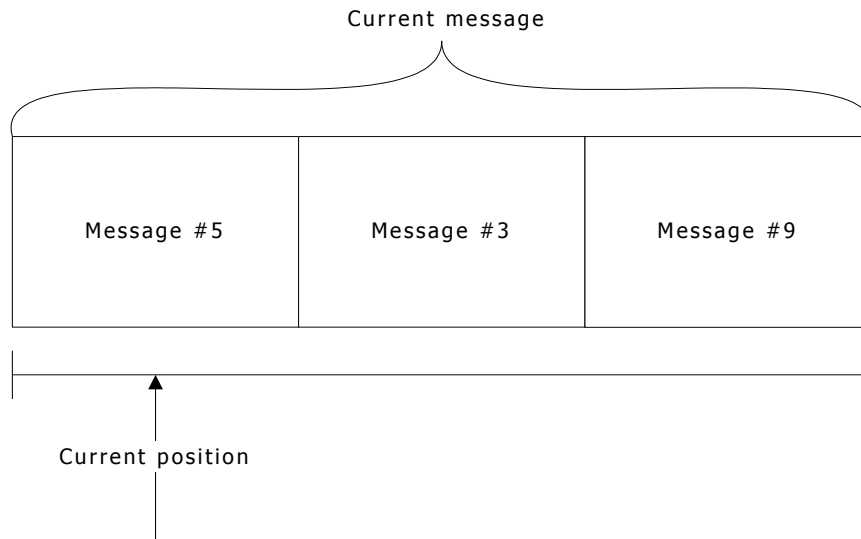 Current message
Message #5
Message #3
Message #9
Current position